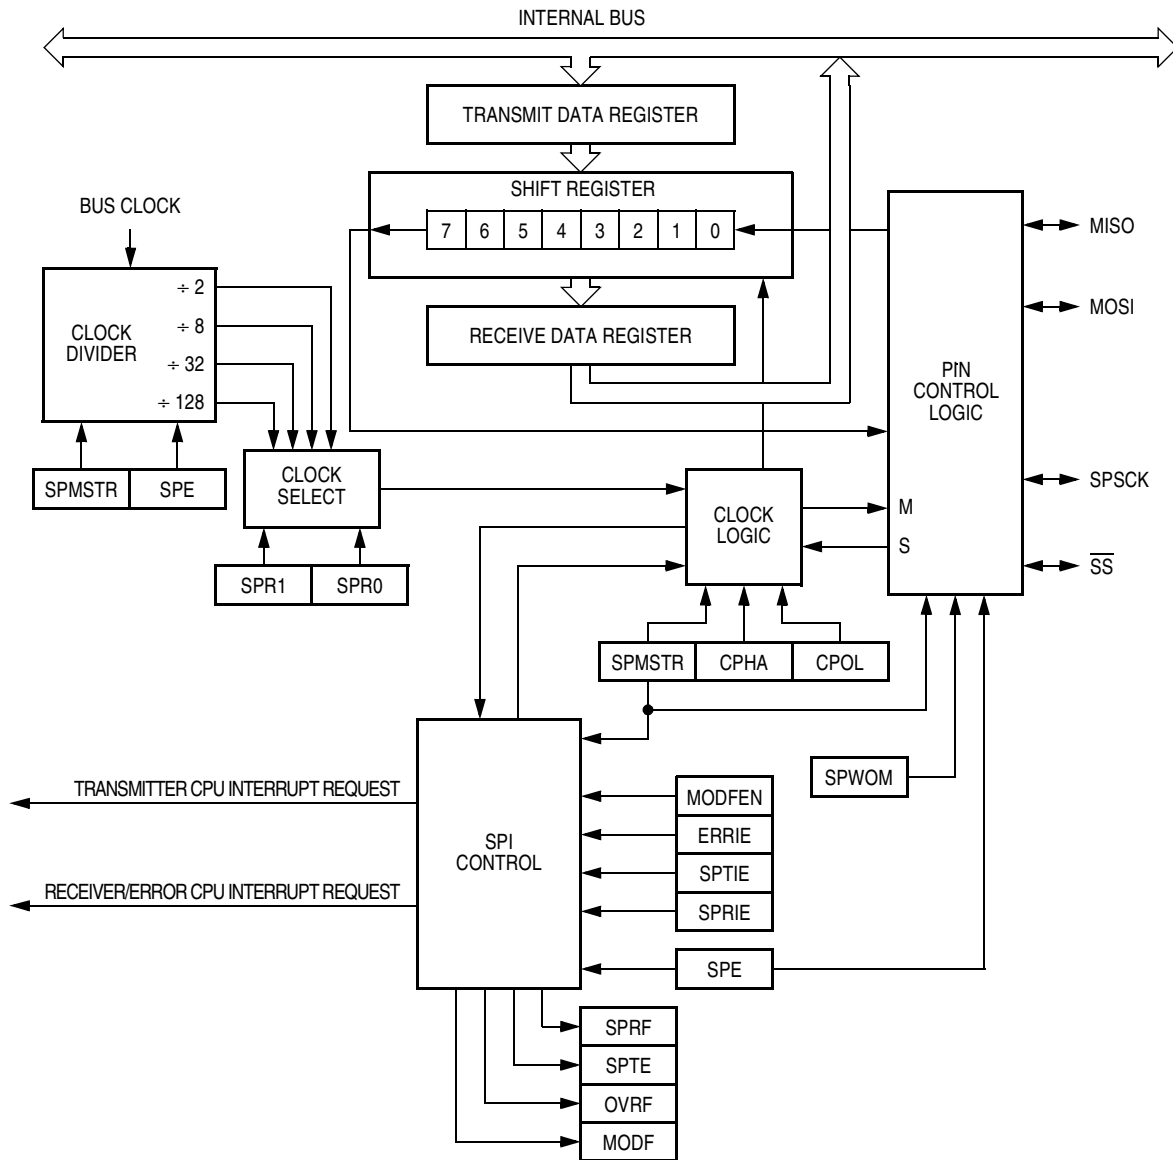 INTERNAL BUS
TRANSMIT DATA REGISTER
SHIFT REGISTER
7 6 5 4 3 2 1 0
RECEIVE DATA REGISTER
BUS CLOCK
CLOCK
DIVIDER
÷ 2
÷ 8
÷ 32
÷ 128
SPMSTR SPE
CLOCK
SELECT
SPR1 SPR0
CLOCK
LOGIC
PIN
CONTROL
LOGIC
M
S
MISO
MOSI
SPSCK
SS
SPMSTR CPHA CPOL
SPWOM
TRANSMITTER CPU INTERRUPT REQUEST
RECEIVER/ERROR CPU INTERRUPT REQUEST
SPI
CONTROL
MODFEN
ERRIE
SPTIE
SPRIE
SPE
SPRF
SPTE
OVRF
MODF